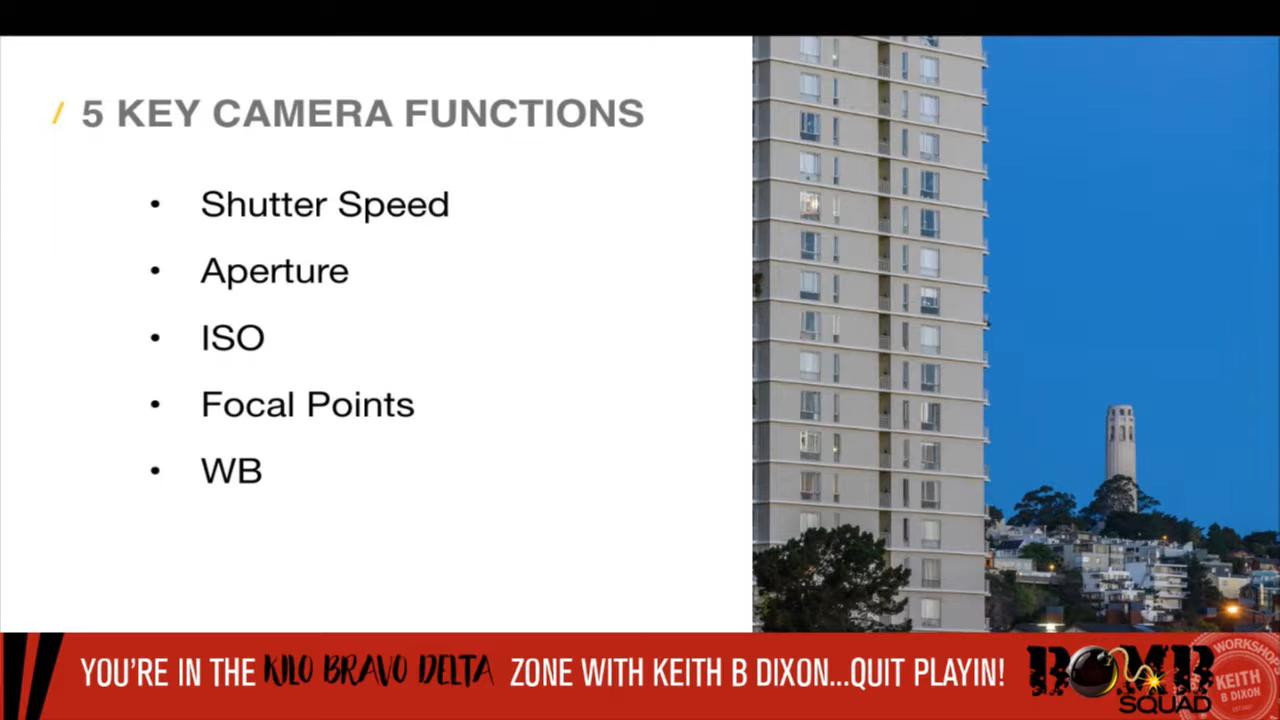 / 5 KEY CAMERA FUNCTIONS
• Shutter Speed
• Aperture
• ISO
• Focal Points
• WB
YOU'RE IN THE KILO BRAVO DELTA ZONE WITH KEITH B DIXON...QUIT PLAYIN!
BOMB
SQUAD
WORKSHOP
KEITH
B DIXON